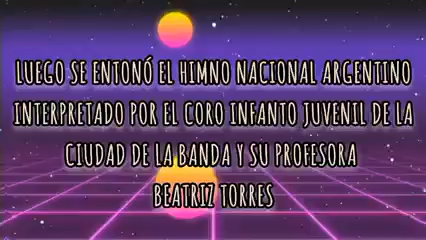 LUEGO SE ENTONÓ EL HIMNO NACIONAL ARGENTINO
INTERPRETADO POR EL CORO INFANTO JUVENIL DE LA
CIUDAD DE LA BANDA Y SU PROFESORA
BEATRIZ TORRES